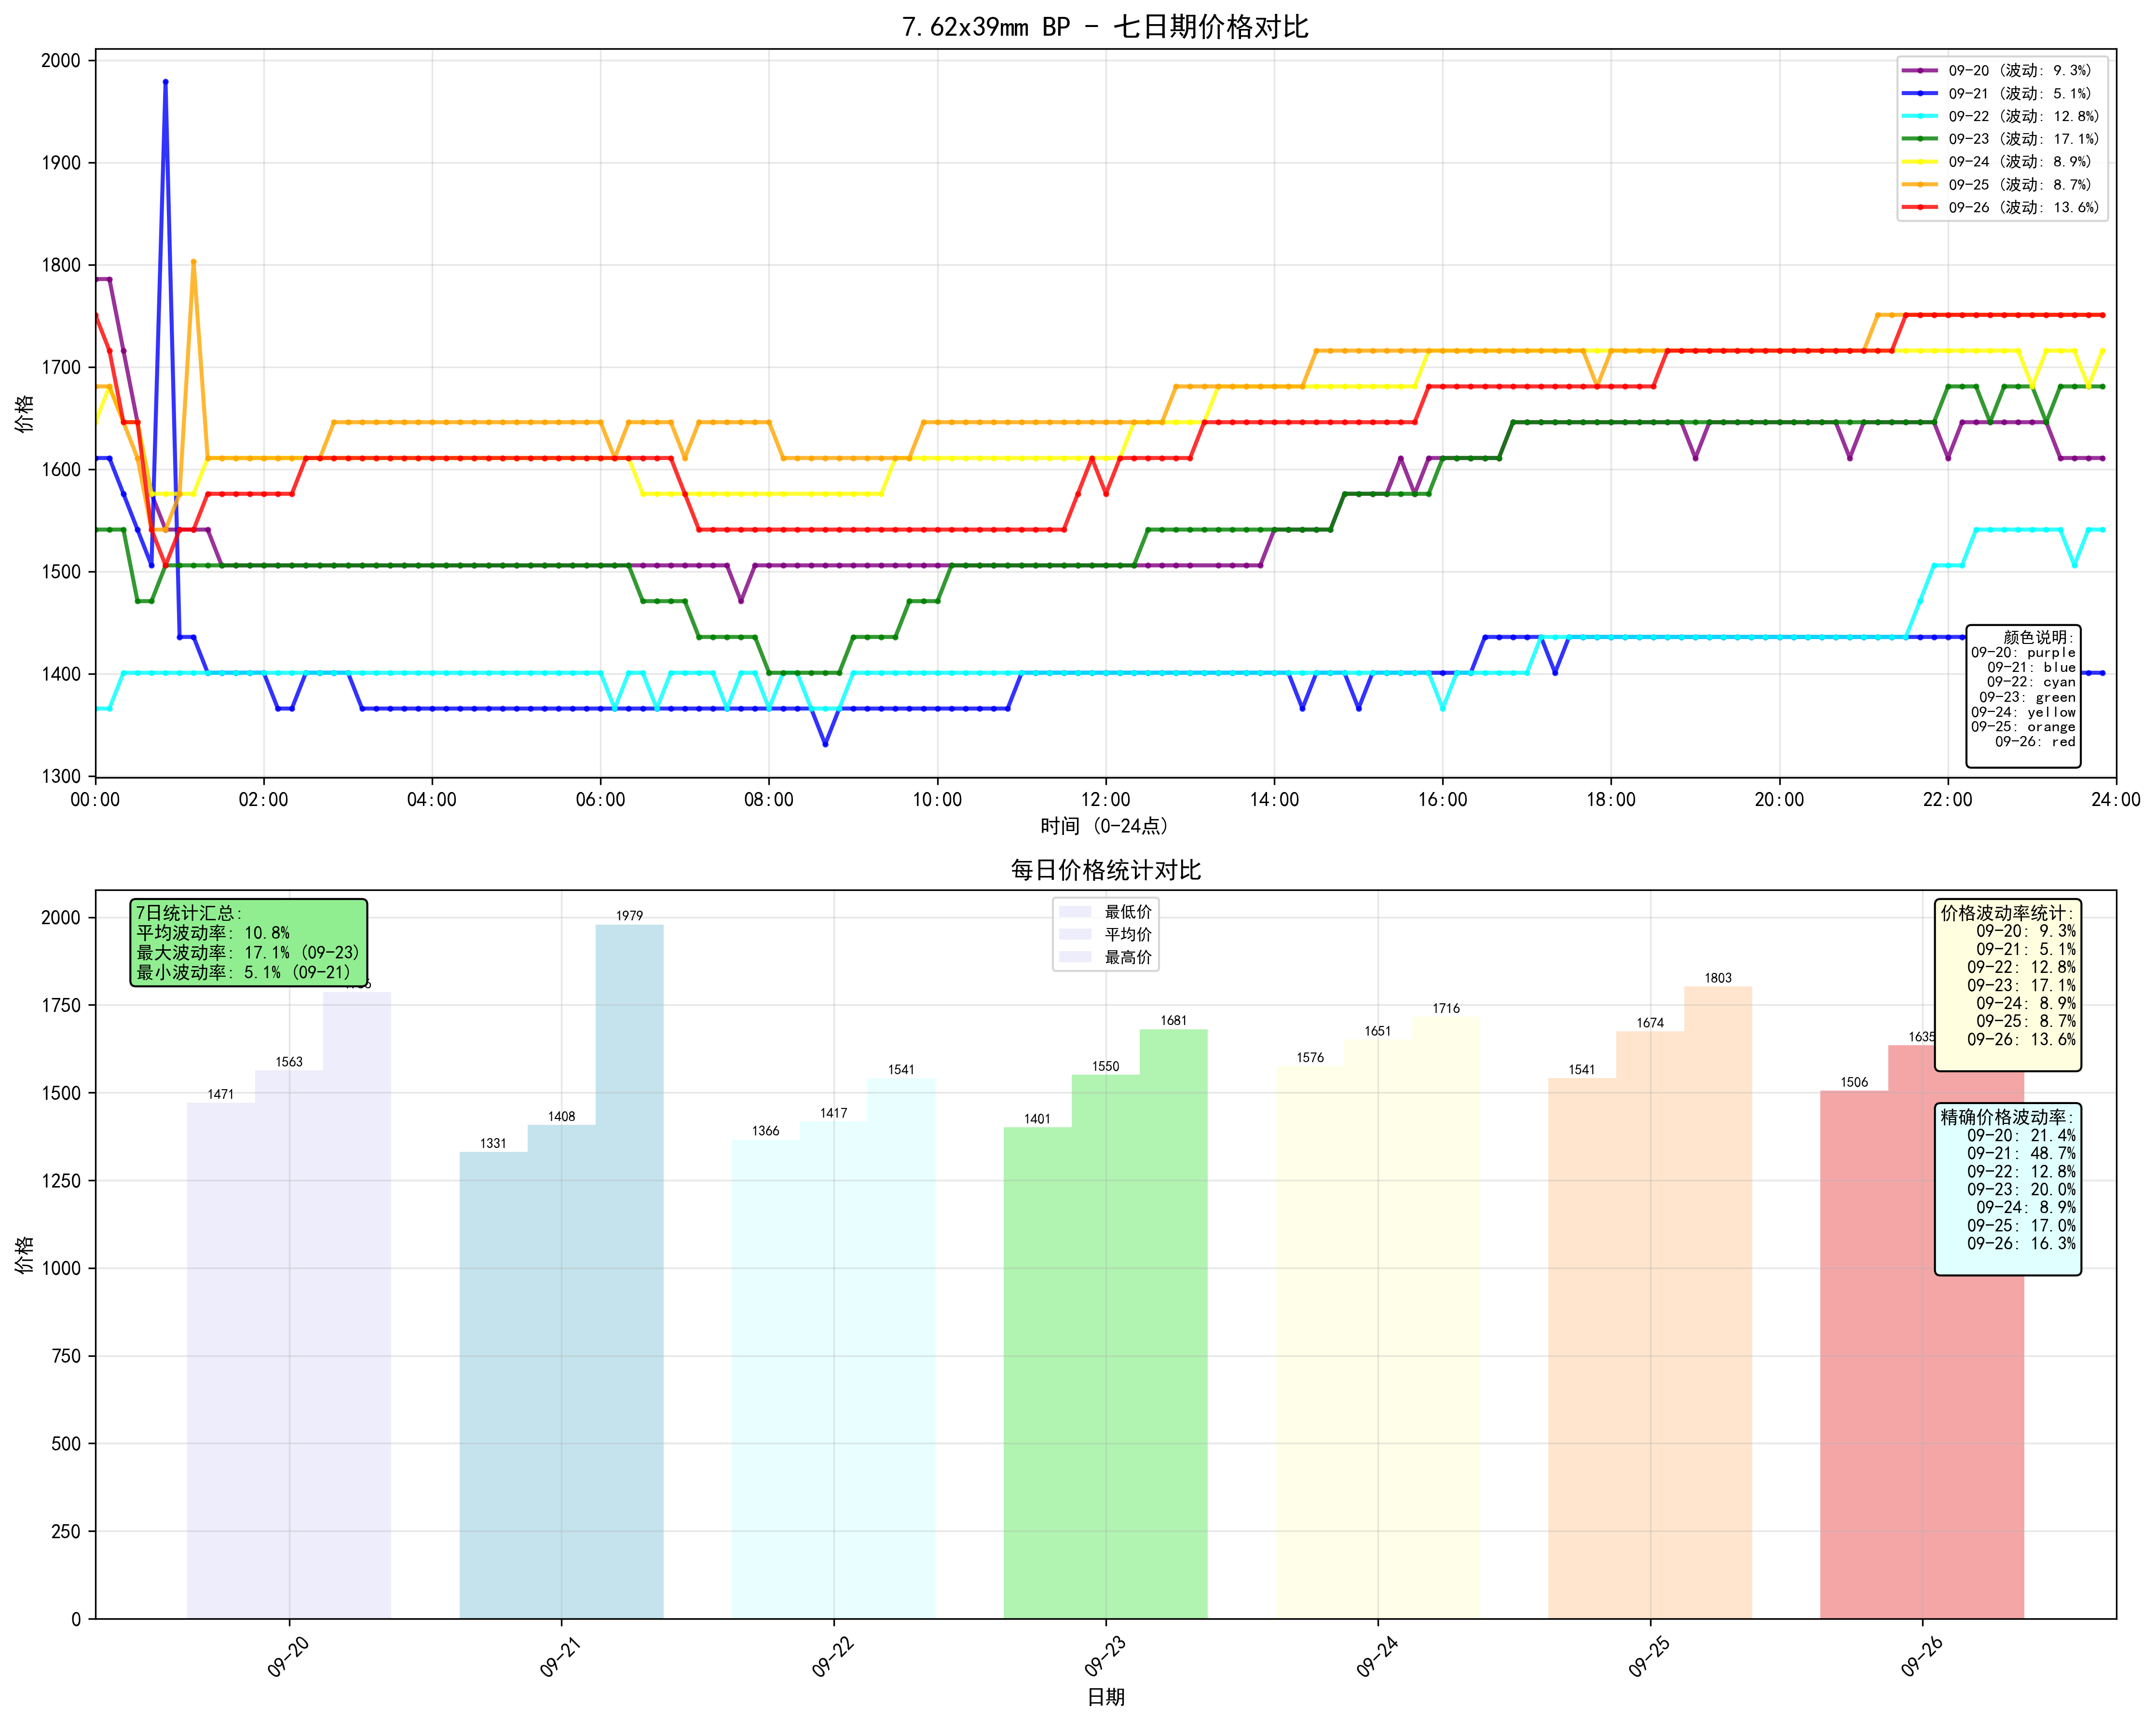 7.62x39mm BP - 七日期价格对比
价格
2000
1900
1800
1700
1600
1500
1400
1300
09-20 (波动: 9.3%)
09-21 (波动: 5.1%)
09-22 (波动: 12.8%)
09-23 (波动: 17.1%)
09-24 (波动: 8.9%)
09-25 (波动: 8.7%)
09-26 (波动: 13.6%)
颜色说明:
09-20: purple
09-21: blue
09-22: cyan
09-23: green
09-24: yellow
09-25: orange
09-26: red
00:00 02:00 04:00 06:00 08:00 10:00 12:00 14:00 16:00 18:00 20:00 22:00 24:00
时间 (0-24点)
每日价格统计对比
价格
2000
1750
1500
1250
1000
750
500
250
0
7日统计汇总:
平均波动率: 10.8%
最大波动率: 17.1% (09-23)
最小波动率: 5.1% (09-21)
最低价
平均价
最高价
价格波动率统计:
09-20: 9.3%
09-21: 5.1%
09-22: 12.8%
09-23: 17.1%
09-24: 8.9%
09-25: 8.7%
09-26: 13.6%
精确价格波动率:
09-20: 21.4%
09-21: 48.7%
09-22: 12.8%
09-23: 20.0%
09-24: 8.9%
09-25: 17.0%
09-26: 16.3%
1471 1563
1331 1408 1979
1366 1417 1541
1401 1550 1681
1576 1651 1716
1541 1674 1803
1506 1635
09-20 09-21 09-22 09-23 09-24 09-25 09-26
日期